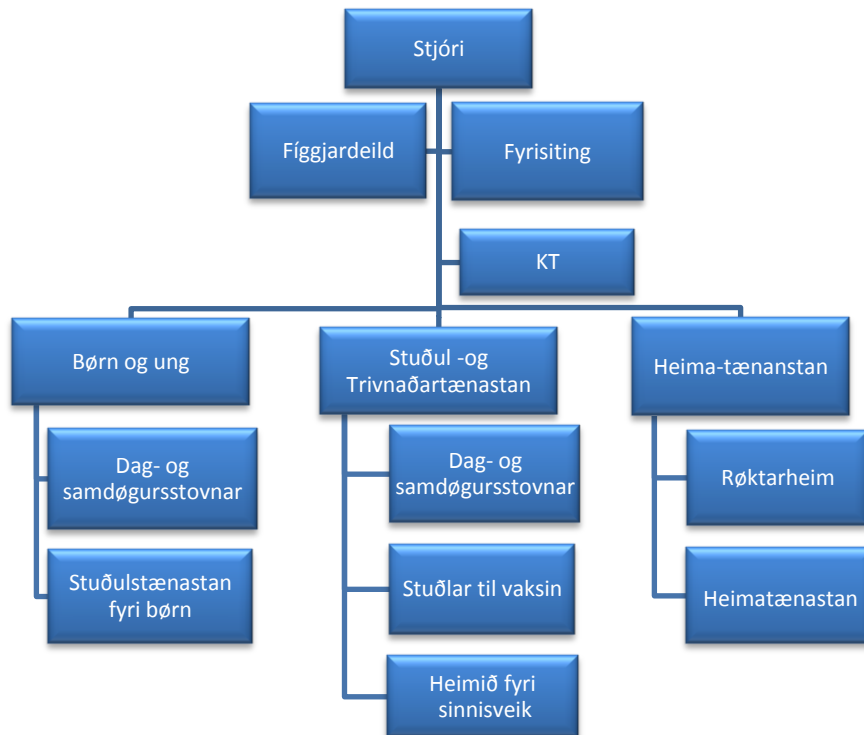 Stjóri
Fíggjardeild
Fyrisiting
KT
Børn og ung
Stuðul -og
Trivnaðartænastan
Heima-tænanstan
Dag- og
samdøgursstovnar
Dag- og
samdøgursstovnar
Røktarheim
Stuðulstænastan
fyri børn
Stuðlar til vaksin
Heimatænastan
Heimið fyri
sinnisveik